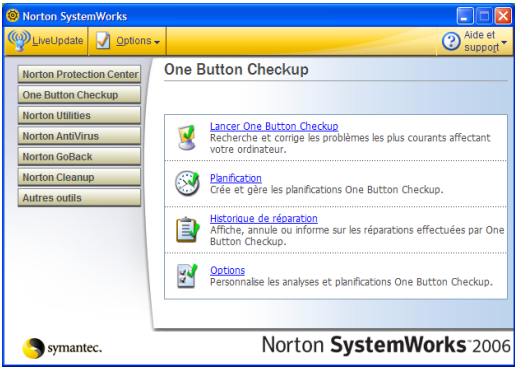 Norton SystemWorks
LiveUpdate
Options
Aide et
support
Norton Protection Center
One Button Checkup
Norton Utilities
Norton AntiVirus
Norton GoBack
Norton Cleanup
Autres outils
One Button Checkup
Lancer One Button Checkup
Recherche et corrige les problèmes les plus courants affectant
votre ordinateur.
Planification
Crée et gère les planifications One Button Checkup.
Historique de réparation
Affiche, annule ou informe sur les réparations effectuées par One
Button Checkup.
Options
Personnalise les analyses et planifications One Button Checkup.
symantec.
Norton SystemWorks™ 2006